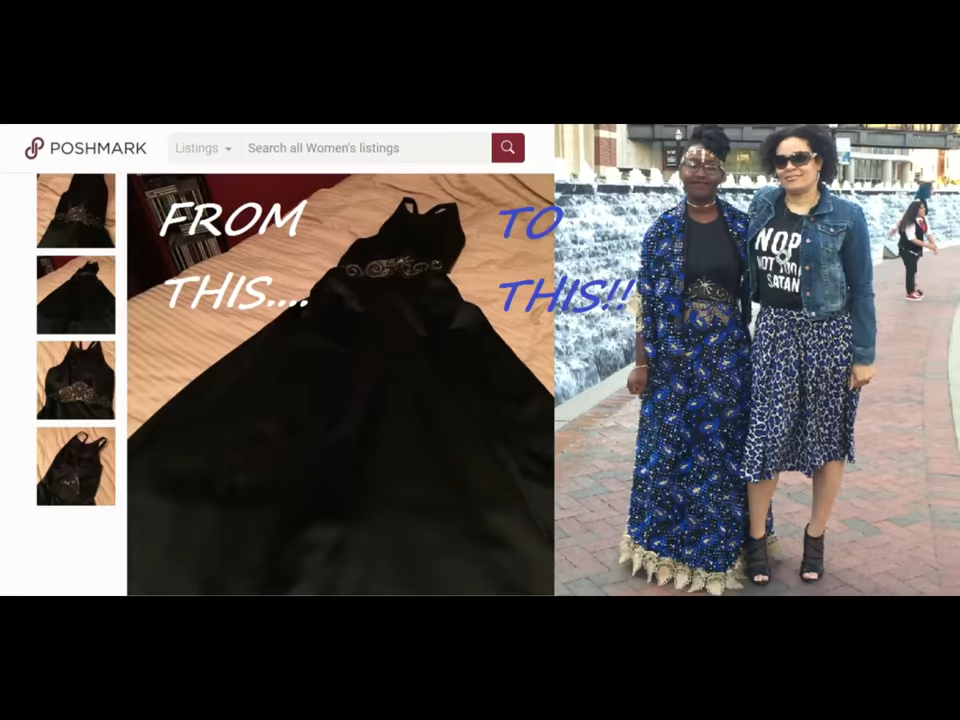 POSHMARK
Listings
Search all Women's listings
FROM
THIS....
TO
THIS!!
NOPE
NOT TODAY
SATAN